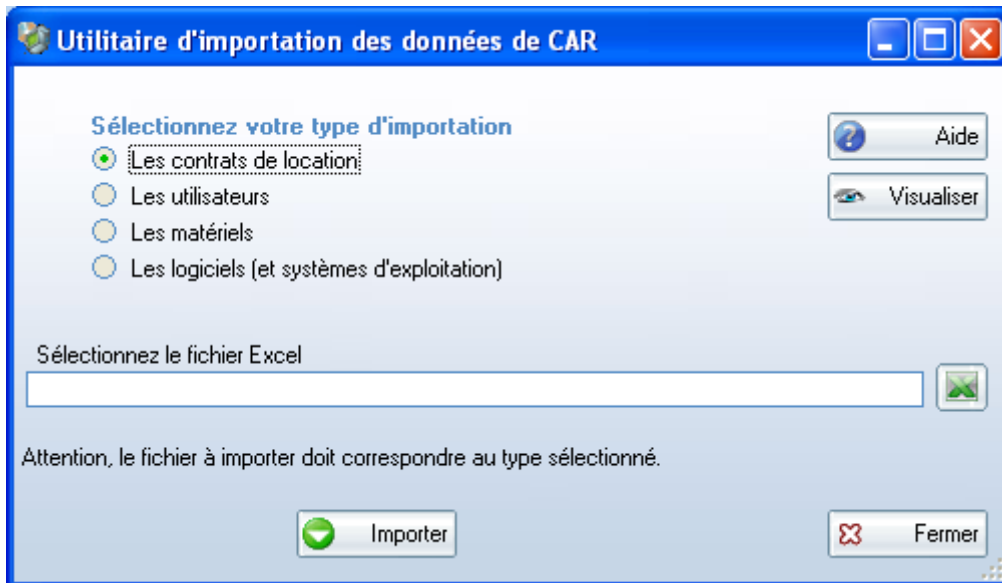 Utilitaire d'importation des données de CAR
Sélectionnez votre type d'importation
Les contrats de location
Les utilisateurs
Les matériels
Les logiciels (et systèmes d'exploitation)
Aide
Visualiser
Sélectionnez le fichier Excel
Attention, le fichier à importer doit correspondre au type sélectionné.
Importer
Fermer